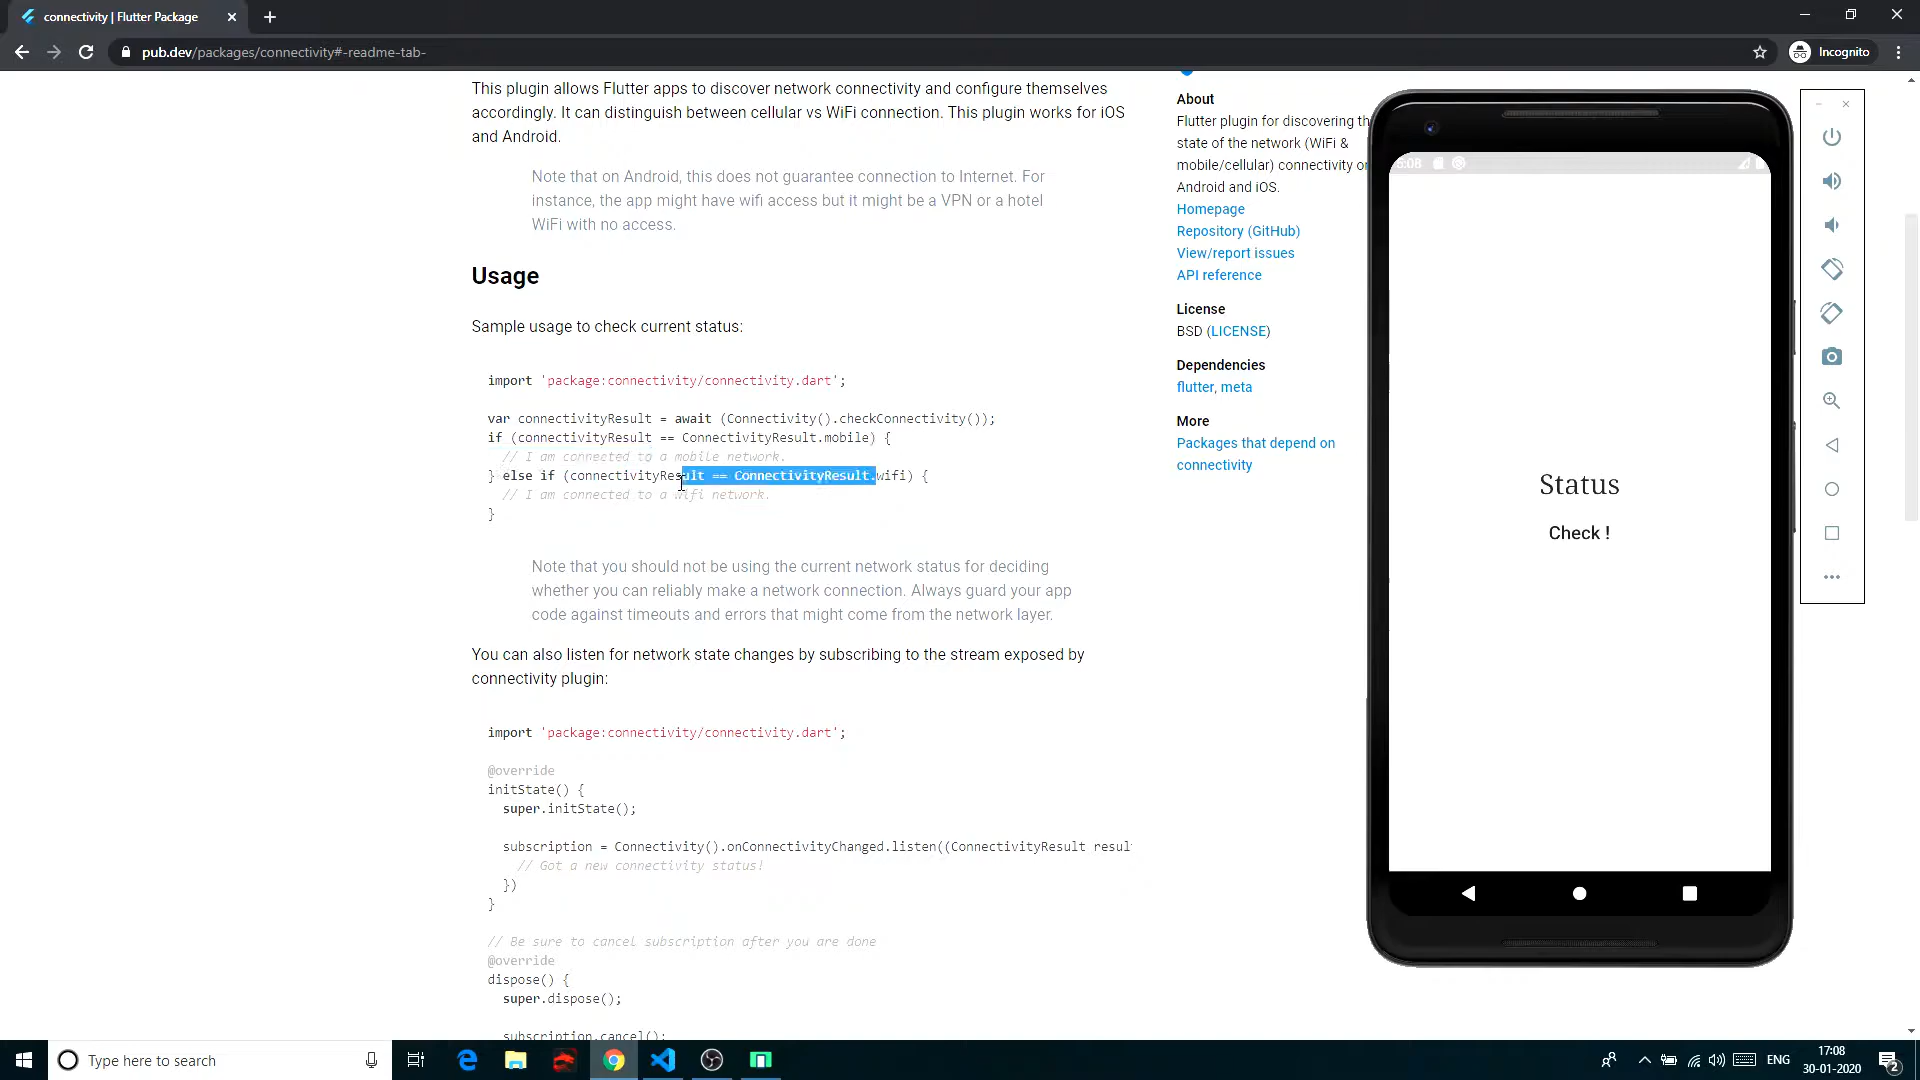 connectivity | Flutter Package
pub.dev/packages/connectivity#-readme-tab-
Incognito
This plugin allows Flutter apps to discover network connectivity and configure themselves
accordingly. It can distinguish between cellular vs WiFi connection. This plugin works for iOS
and Android.
Note that on Android, this does not guarantee connection to Internet. For
instance, the app might have wifi access but it might be a VPN or a hotel
WiFi with no access.
Usage
Sample usage to check current status:
import 'package:connectivity/connectivity.dart';
var connectivityResult = await (Connectivity().checkConnectivity());
if (connectivityResult == ConnectivityResult.mobile) {
// I am connected to a mobile network.
} else if (connectivityResult == ConnectivityResult.wifi) {
// I am connected to a wifi network.
}
Note that you should not be using the current network status for deciding
whether you can reliably make a network connection. Always guard your app
code against timeouts and errors that might come from the network layer.
You can also listen for network state changes by subscribing to the stream exposed by
connectivity plugin:
import 'package:connectivity/connectivity.dart';
@override
initState() {
super.initState();
subscription = Connectivity().onConnectivityChanged.listen((ConnectivityResult resul
// Got a new connectivity status!
})
}
// Be sure to cancel subscription after you are done
@override
dispose() {
super.dispose();
subscription.cancel();
About
Flutter plugin for discovering th
state of the network (WiFi &
mobile/cellular) connectivity on
Android and iOS.
Homepage
Repository (GitHub)
View/report issues
API reference
License
BSD (LICENSE)
Dependencies
flutter, meta
More
Packages that depend on
connectivity
Status
Check !
Type here to search
ENG
17:08
30-01-2020
2